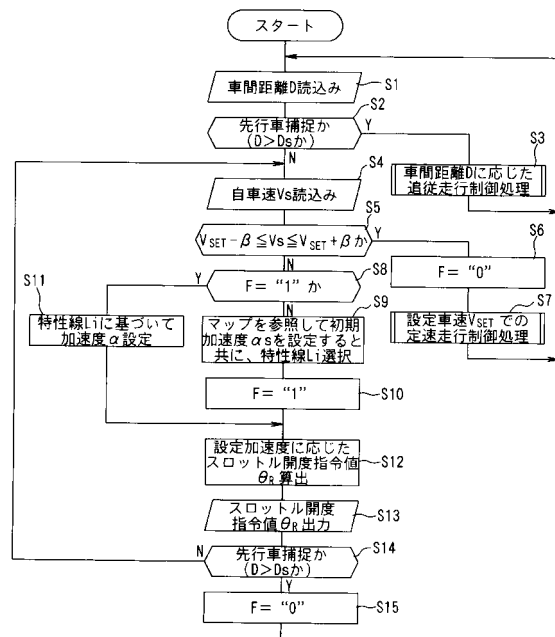 スタート
車間距離D読込み
S1
S2
先行車捕捉か
(D>Dsか)
Y
N
S3
車間距離Dに応じた
追従走行制御処理
S4
自車速Vs読込み
S5
VSET−β≦Vs≦VSET+βか
Y
N
S6
F= “0”
S7
設定車速VSETでの
定速走行制御処理
S8
F= “1” か
Y
N
S11
特性線Liに基づいて
加速度α設定
S9
マップを参照して初期
加速度αsを設定すると
共に、特性線Li選択
F= “1”
S10
設定加速度に応じた
スロットル開度指令値
θR算出
S12
スロットル開度
指令値θR出力
S13
先行車捕捉か
(D>Dsか)
S14
N
Y
F= “0”
S15